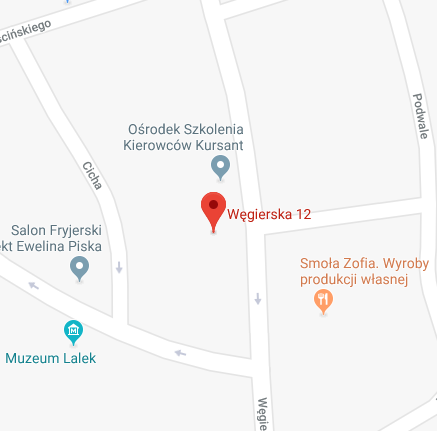 ścińskiego
Podwale
Ośrodek Szkolenia
Kierowców Kursant
Cicha
Węgierska 12
Salon Fryjerski
ekt Ewelina Piska
Smoła Zofia. Wyroby
produkcji własnej
Muzeum Lalek
Węgie